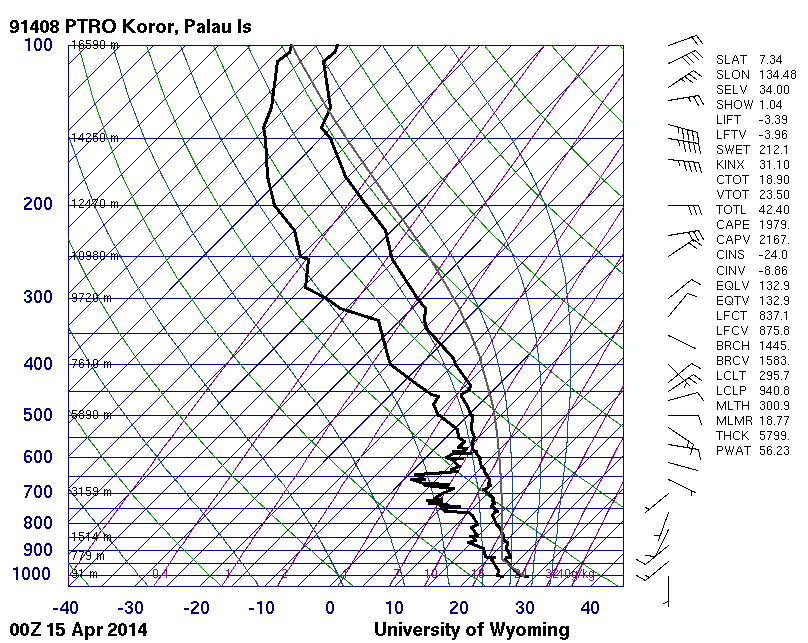 91408 PTRO Koror, Palau Is
100 16590 m
14260 m
200 12470 m
10980 m
300 9720 m
400 7610 m
500 5890 m
600
700 3159 m
800
1514 m
900 779 m
1000 91 m 0.4 1 2 4 7 10 16 24 32 40g/kg
-40 -30 -20 -10 0 10 20 30 40
00Z 15 Apr 2014 University of Wyoming
SLAT 7.34
SLON 134.48
SELV 34.00
SHOW 1.04
LIFT -3.39
LFTV -3.96
SWET 212.1
KINX 31.10
CTOT 18.90
VTOT 23.50
TOTL 42.40
CAPE 1979.
CAPV 2167.
CINS -24.0
CINV -8.86
EQLV 132.9
EQTV 132.9
LFCT 837.1
LFCV 875.8
BRCH 1445.
BRCV 1583.
LCLT 295.7
LCLP 940.8
MLTH 300.9
MLMR 18.77
THCK 5799.
PWAT 56.23